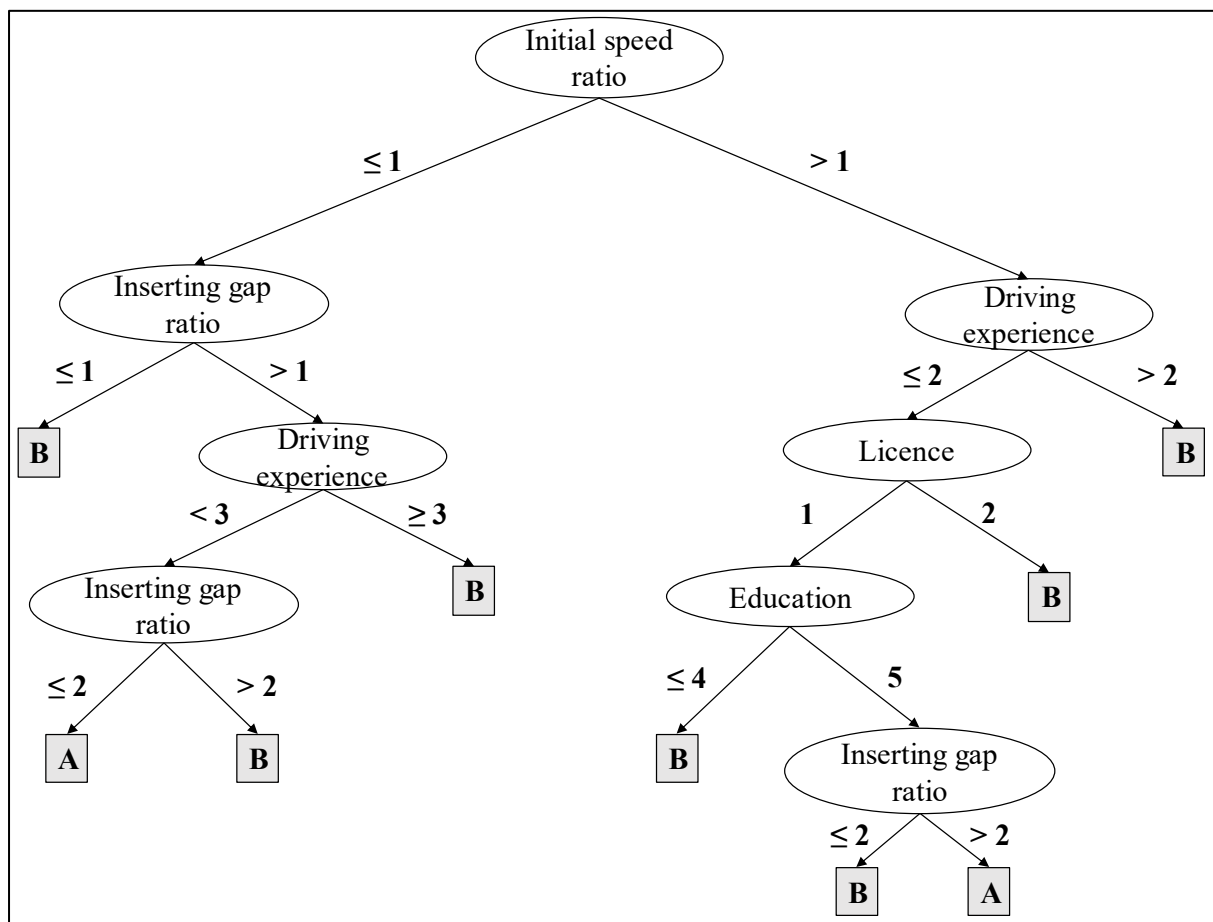 Initial speed
ratio
≤ 1
> 1
Inserting gap
ratio
Driving
experience
≤ 1
> 1
≤ 2
> 2
B
Driving
experience
Licence
B
< 3
≥ 3
1
2
Inserting gap
ratio
B
Education
B
≤ 2
> 2
≤ 4
5
A
B
B
Inserting gap
ratio
≤ 2
> 2
B
A